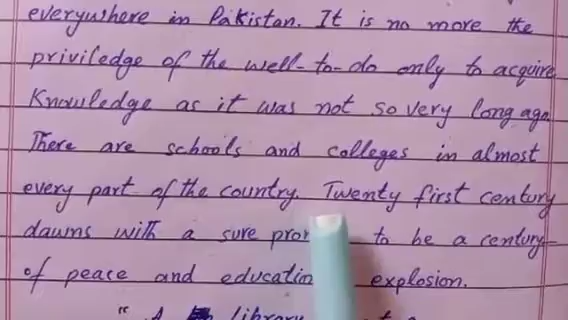 everywhere in Pakistan. It is no more the
priviledge of the well-to-do only to acquire
Knowledge as it was not so very long ago.
There are schools and colleges in almost
every part of the country. Twenty first century
dawns with a sure to be a century
of peace and education explosion.
" A library